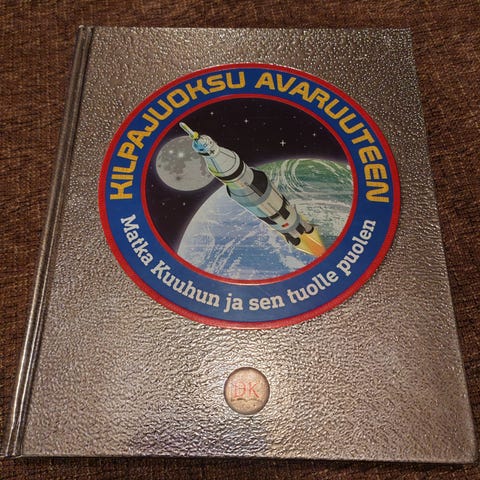 KILPAJUOKSU AVARUUTEEN
Matka Kuuhun ja sen tuolle puolen
DK